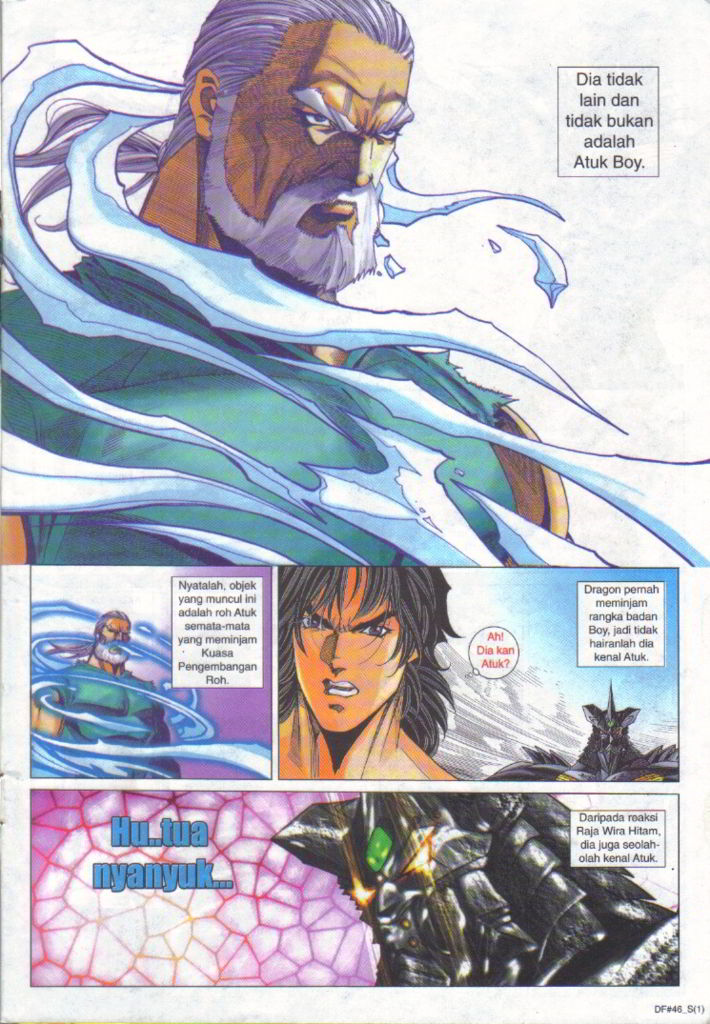 Dia tidak
lain dan
tidak bukan
adalah
Atuk Boy.
Nyatalah, objek
yang muncul ini
adalah roh Atuk
semata-mata
yang meminjam
Kuasa
Pengembangan
Roh.
Ah!
Dia kan
Atuk?
Dragon pernah
meminjam
rangka badan
Boy, jadi tidak
hairanlah dia
kenal Atuk.
Hu..tua
nyanyuk...
Daripada reaksi
Raja Wira Hitam,
dia juga seolah-
olah kenal Atuk.
DF#46_S(1)